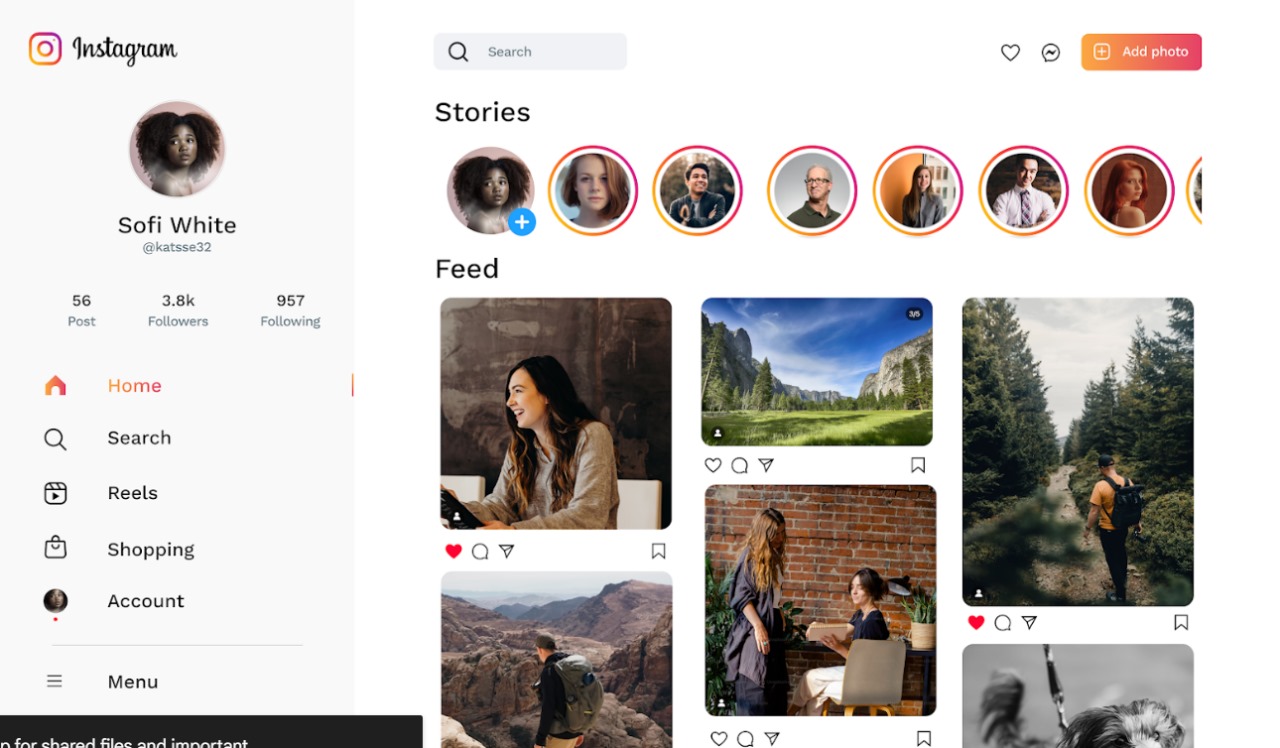 Instagram
Sofi White
@katsse32
56 3.8k 957
Post Followers Following
Home
Search
Reels
Shopping
Account
Menu
for shared files and important
Search
Add photo
Stories
Feed
3/5